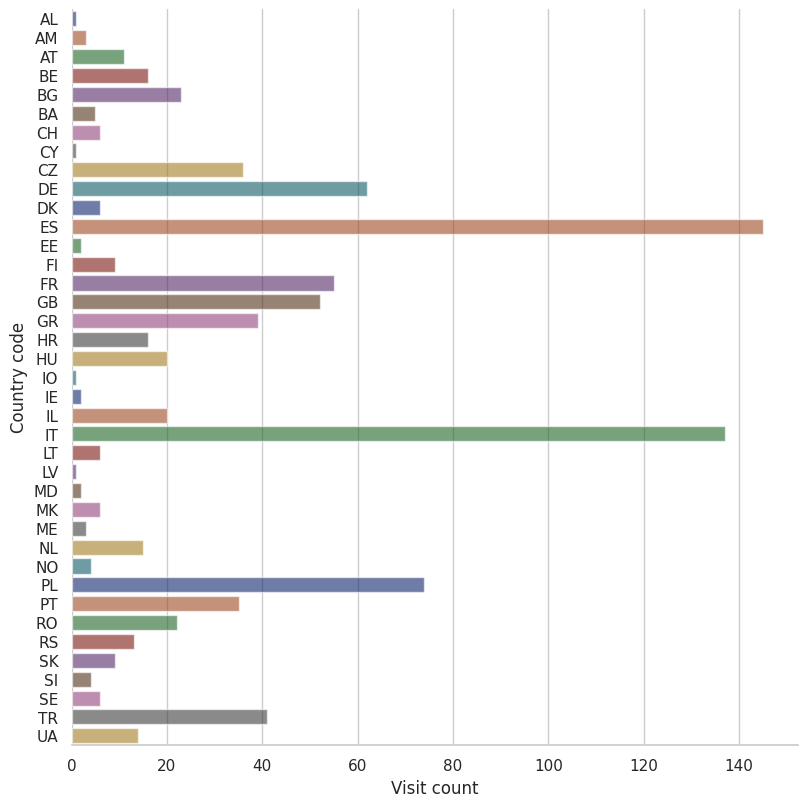 AL
AM
AT
BE
BG
BA
CH
CY
CZ
DE
DK
ES
EE
FI
FR
GB
GR
HR
HU
IO
IE
IL
IT
LT
LV
MD
MK
ME
NL
NO
PL
PT
RO
RS
SK
SI
SE
TR
UA
Country code
0 20 40 60 80 100 120 140
Visit count